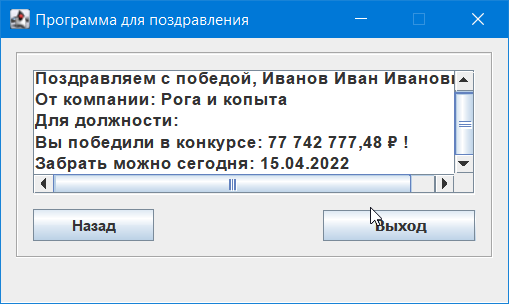 Программа для поздравления
Поздравляем с победой, Иванов Иван
От компании: Рога и копыта
Для должности:
Вы победили в конкурсе: 77 742 777,48 ₽ !
Забрать можно сегодня: 15.04.2022
Назад
Выход